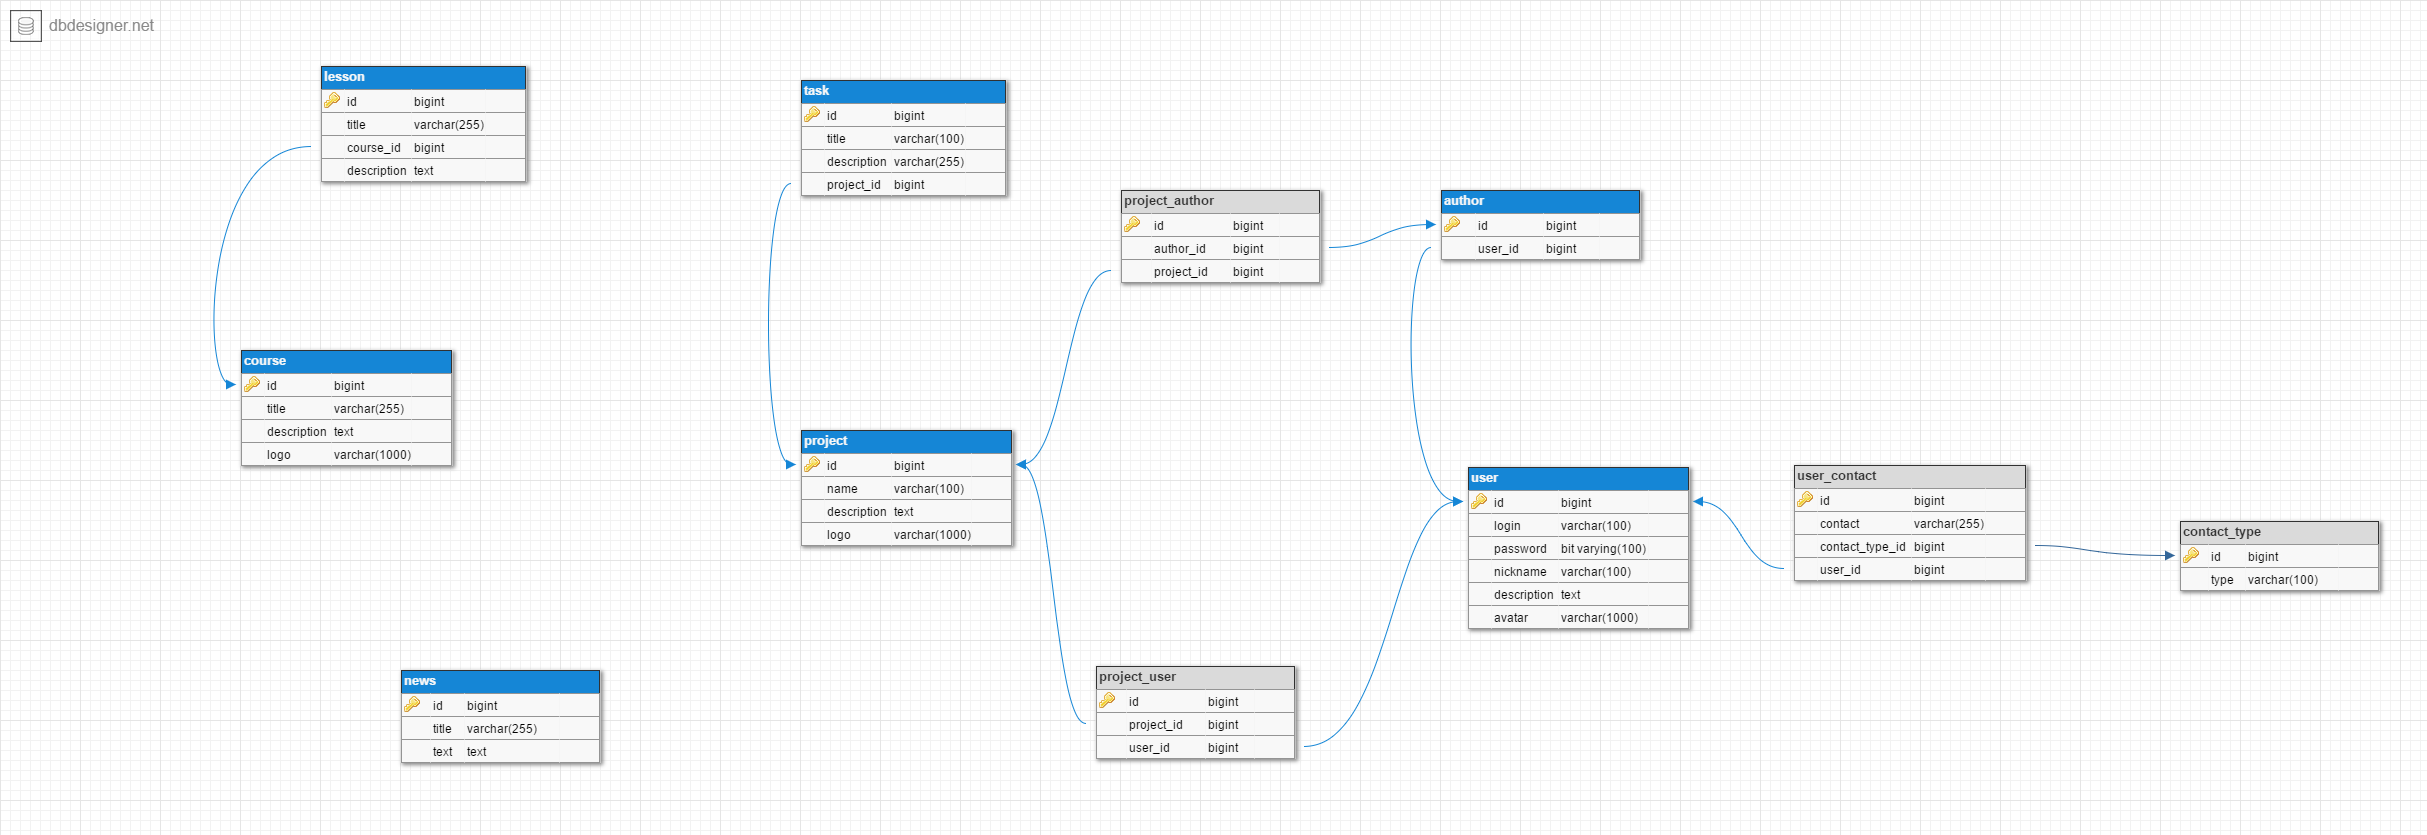 dbdesigner.net
lesson
id bigint
title varchar(255)
course_id bigint
description text
task
id bigint
title varchar(100)
description varchar(255)
project_id bigint
project_author
id bigint
author_id bigint
project_id bigint
author
id bigint
user_id bigint
course
id bigint
title varchar(255)
description text
logo varchar(1000)
project
id bigint
name varchar(100)
description text
logo varchar(1000)
user
id bigint
login varchar(100)
password bit varying(100)
nickname varchar(100)
description text
avatar varchar(1000)
user_contact
id bigint
contact varchar(255)
contact_type_id bigint
user_id bigint
contact_type
id bigint
type varchar(100)
news
id bigint
title varchar(255)
text text
project_user
id bigint
project_id bigint
user_id bigint